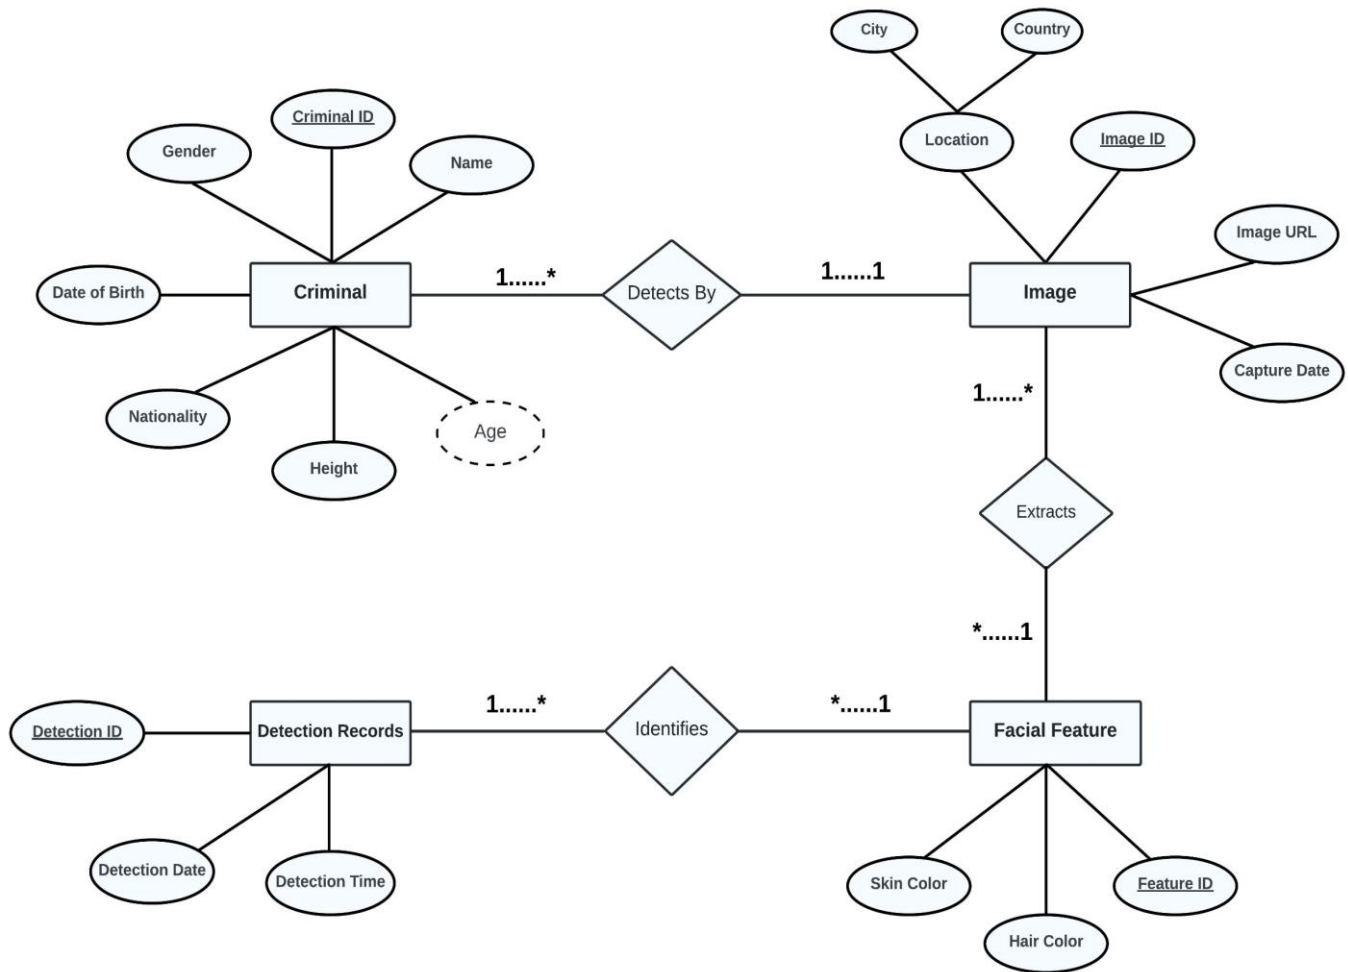 City
Country
Criminal ID
Gender
Name
Location
Image ID
Image URL
Date of Birth
Criminal
1......*
Detects By
1......1
Image
Capture Date
Nationality
Age
Height
1......*
Extracts
*......1
Detection ID
Detection Records
1......*
Identifies
*......1
Facial Feature
Detection Date
Detection Time
Skin Color
Feature ID
Hair Color